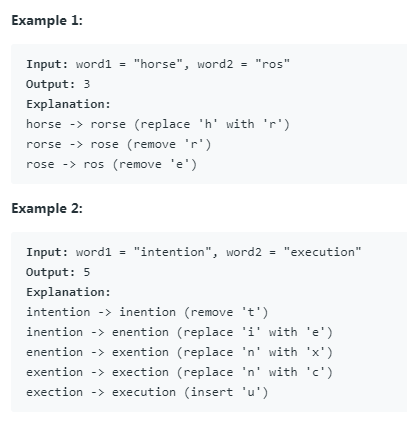 Example 1:
Input: word1 = "horse", word2 = "ros"
Output: 3
Explanation:
horse -> rorse (replace 'h' with 'r')
rorse -> rose (remove 'r')
rose -> ros (remove 'e')
Example 2:
Input: word1 = "intention", word2 = "execution"
Output: 5
Explanation:
intention -> inention (remove 't')
inention -> enention (replace 'i' with 'e')
enention -> exention (replace 'n' with 'x')
exention -> exection (replace 'n' with 'c')
exection -> execution (insert 'u')